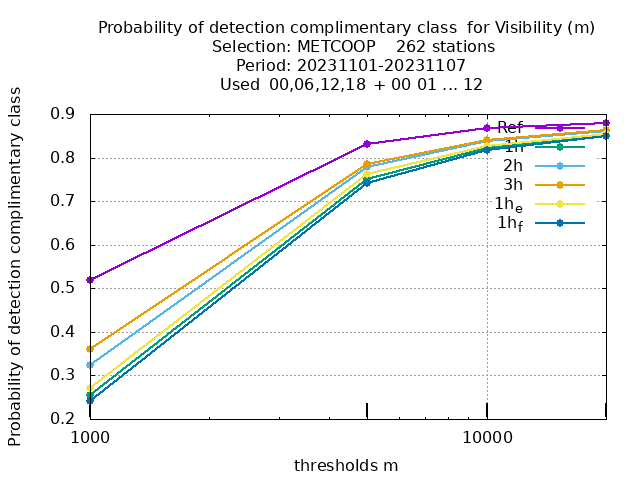 Probability of detection complimentary class  for Visibility (m)
Selection: METCOOP    262 stations
Period: 20231101-20231107
Used  00,06,12,18  + 00 01 ... 12
Probability of detection complimentary class
0.9
0.8
0.7
0.6
0.5
0.4
0.3
0.2
1000
10000
thresholds m
Ref
1h
2h
3h
1he
1hf